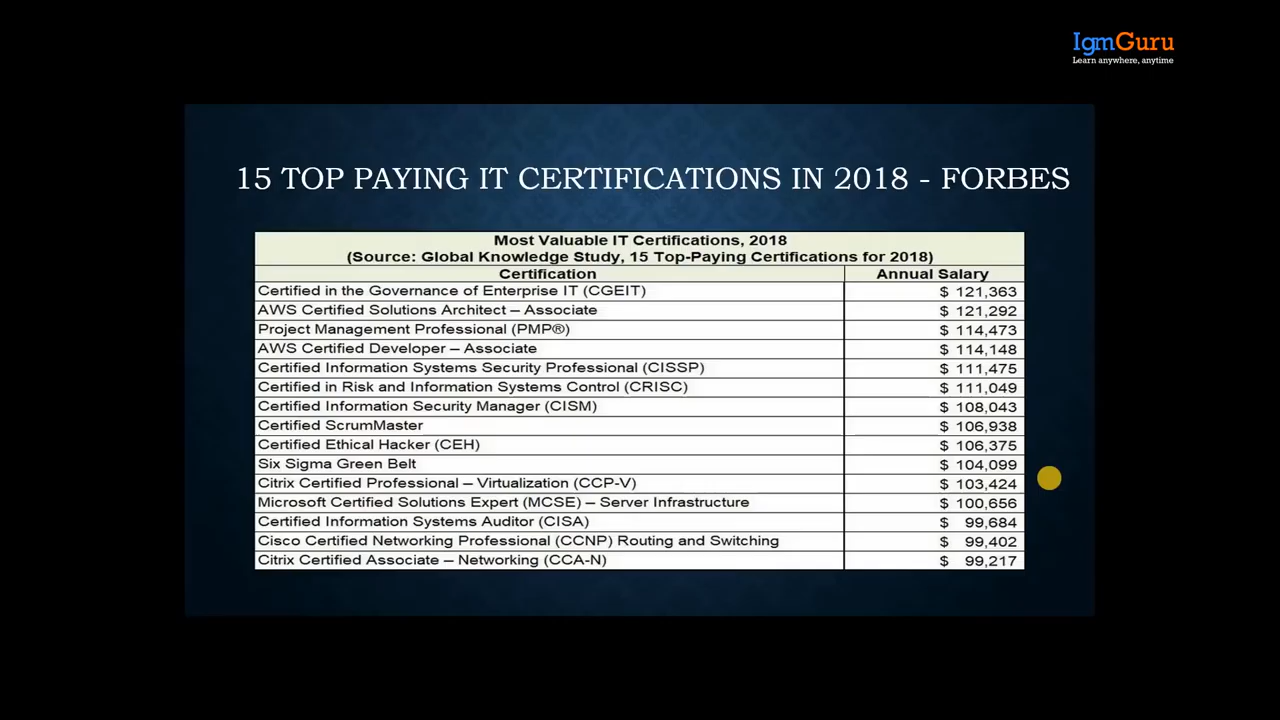 IgmGuru
Learn anywhere, anytime
15 TOP PAYING IT CERTIFICATIONS IN 2018 - FORBES
Most Valuable IT Certifications, 2018
(Source: Global Knowledge Study, 15 Top-Paying Certifications for 2018)
Certification Annual Salary
Certified in the Governance of Enterprise IT (CGEIT) $ 121,363
AWS Certified Solutions Architect – Associate $ 121,292
Project Management Professional (PMP®) $ 114,473
AWS Certified Developer – Associate $ 114,148
Certified Information Systems Security Professional (CISSP) $ 111,475
Certified in Risk and Information Systems Control (CRISC) $ 111,049
Certified Information Security Manager (CISM) $ 108,043
Certified ScrumMaster $ 106,938
Certified Ethical Hacker (CEH) $ 106,375
Six Sigma Green Belt $ 104,099
Citrix Certified Professional – Virtualization (CCP-V) $ 103,424
Microsoft Certified Solutions Expert (MCSE) – Server Infrastructure $ 100,656
Certified Information Systems Auditor (CISA) $ 99,684
Cisco Certified Networking Professional (CCNP) Routing and Switching $ 99,402
Citrix Certified Associate – Networking (CCA-N) $ 99,217